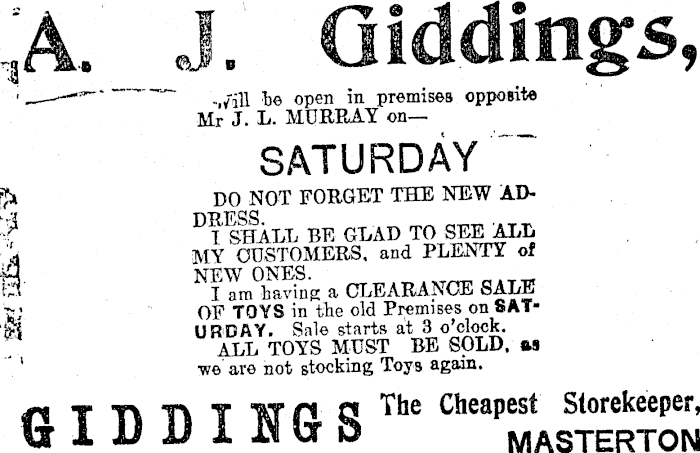 A. J. Giddings,
Will be open in premises opposite
Mr J. L. MURRAY on—
SATURDAY
DO NOT FORGET THE NEW AD-
DRESS.
I SHALL BE GLAD TO SEE ALL
MY CUSTOMERS, and PLENTY of
NEW ONES.
I am having a CLEARANCE SALE
OF TOYS in the old Premises on SAT-
URDAY. Sale starts at 3 o'clock.
ALL TOYS MUST BE SOLD, as
we are not stocking Toys again.
GIDDINGS The Cheapest Storekeeper,
MASTERTON